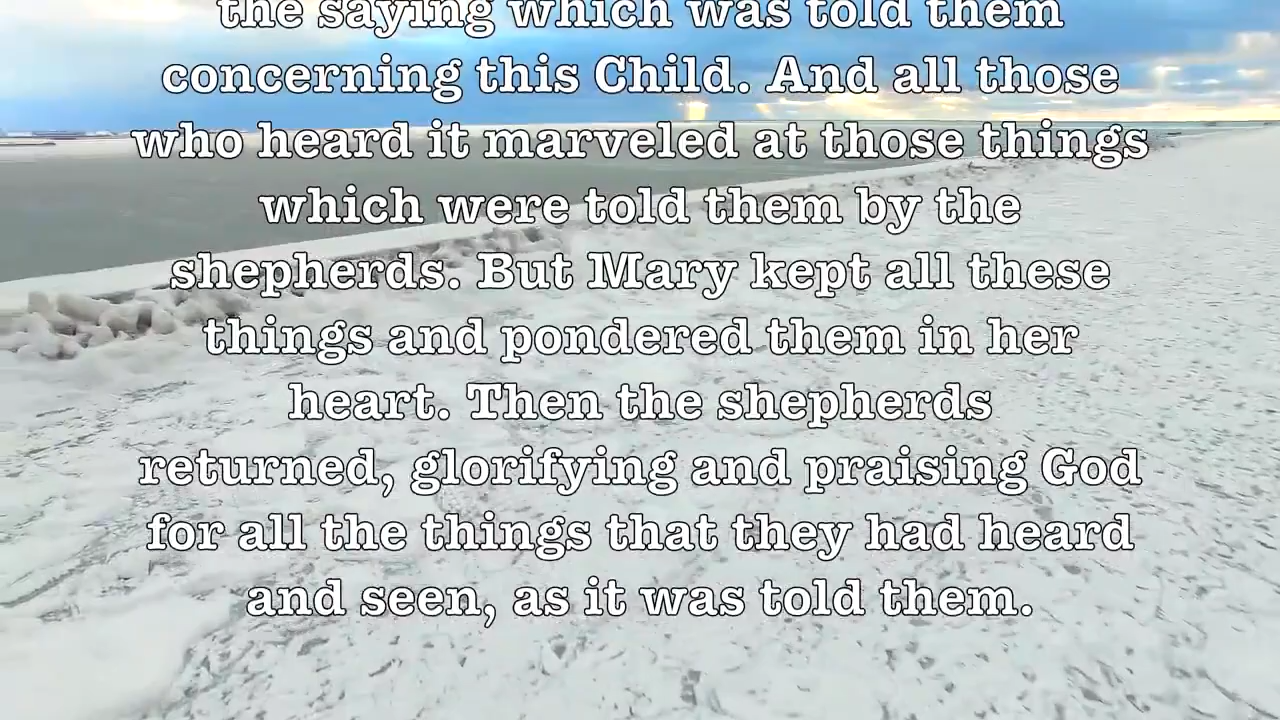 the saying which was told them
concerning this Child. And all those
who heard it marveled at those things
which were told them by the
shepherds. But Mary kept all these
things and pondered them in her
heart. Then the shepherds
returned, glorifying and praising God
for all the things that they had heard
and seen, as it was told them.